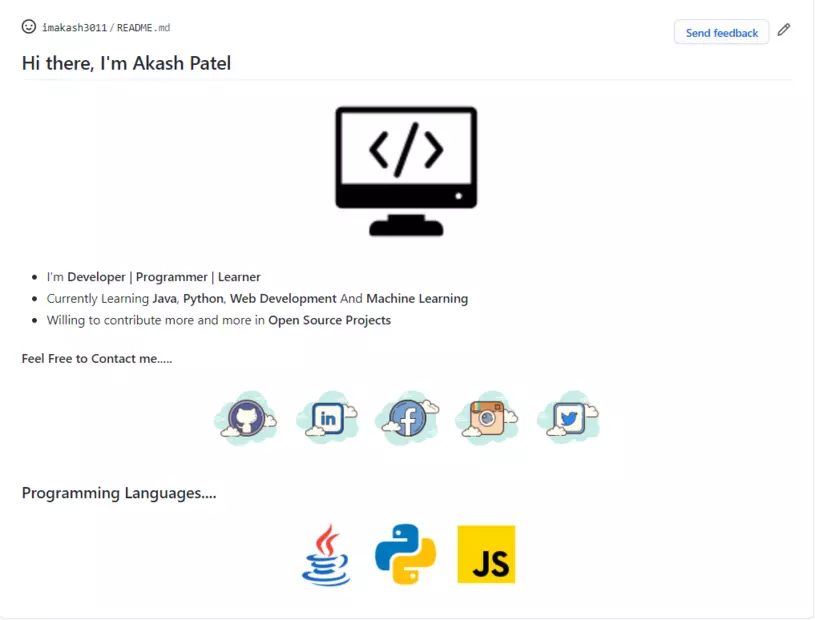 imakash3011/README.md
Send feedback
Hi there, I'm Akash Patel
</>
I'm Developer | Programmer | Learner
Currently Learning Java, Python, Web Development And Machine Learning
Willing to contribute more and more in Open Source Projects
Feel Free to Contact me.....
in
f
Programming Languages....
JS